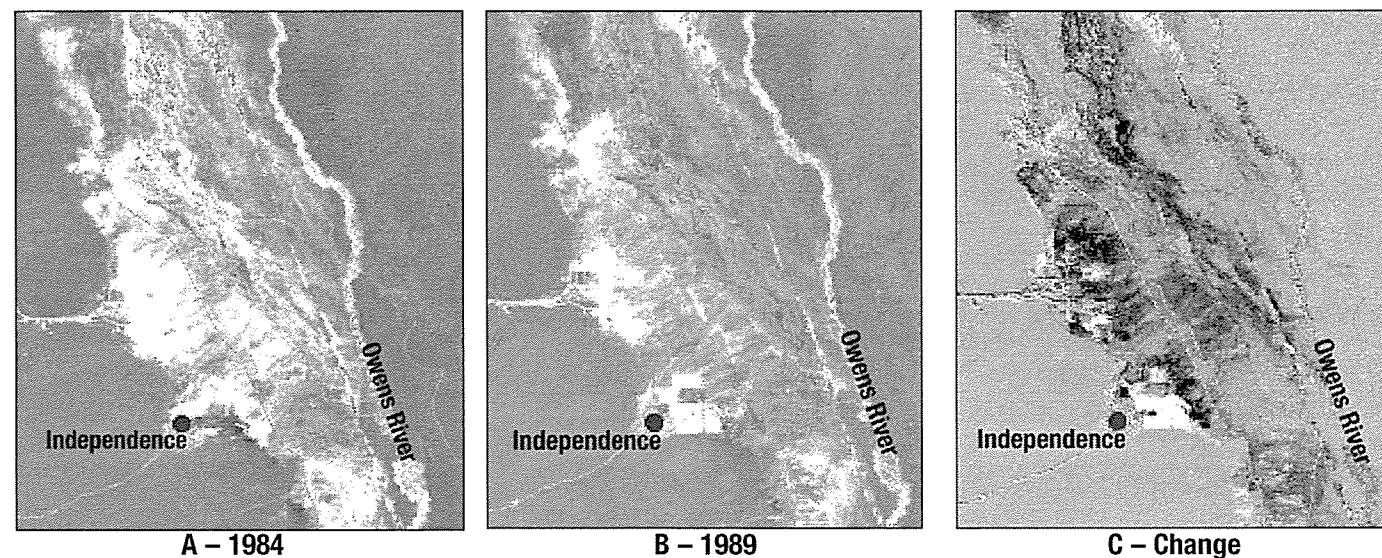 Independence
Owens River
A – 1984
Independence
Owens River
B – 1989
Independence
Owens River
C – Change